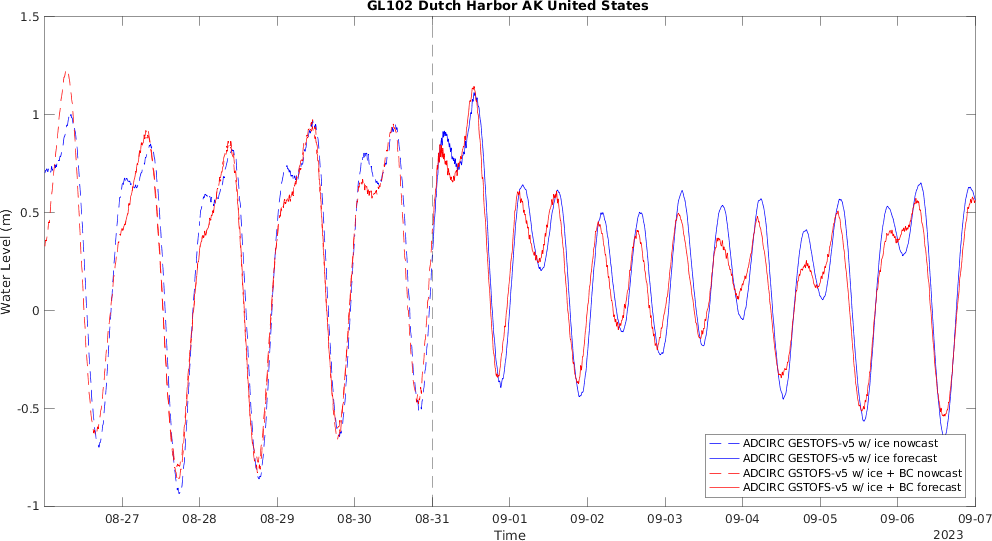 GL102 Dutch Harbor AK United States
1.5
1
0.5
0
-0.5
-1
Water Level (m)
08-27 08-28 08-29 08-30 08-31 09-01 09-02 09-03 09-04 09-05 09-06 09-07
Time
2023
ADCIRC GESTOFS-v5 w/ ice nowcast
ADCIRC GESTOFS-v5 w/ ice forecast
ADCIRC GSTOFS-v5 w/ ice + BC nowcast
ADCIRC GSTOFS-v5 w/ ice + BC forecast